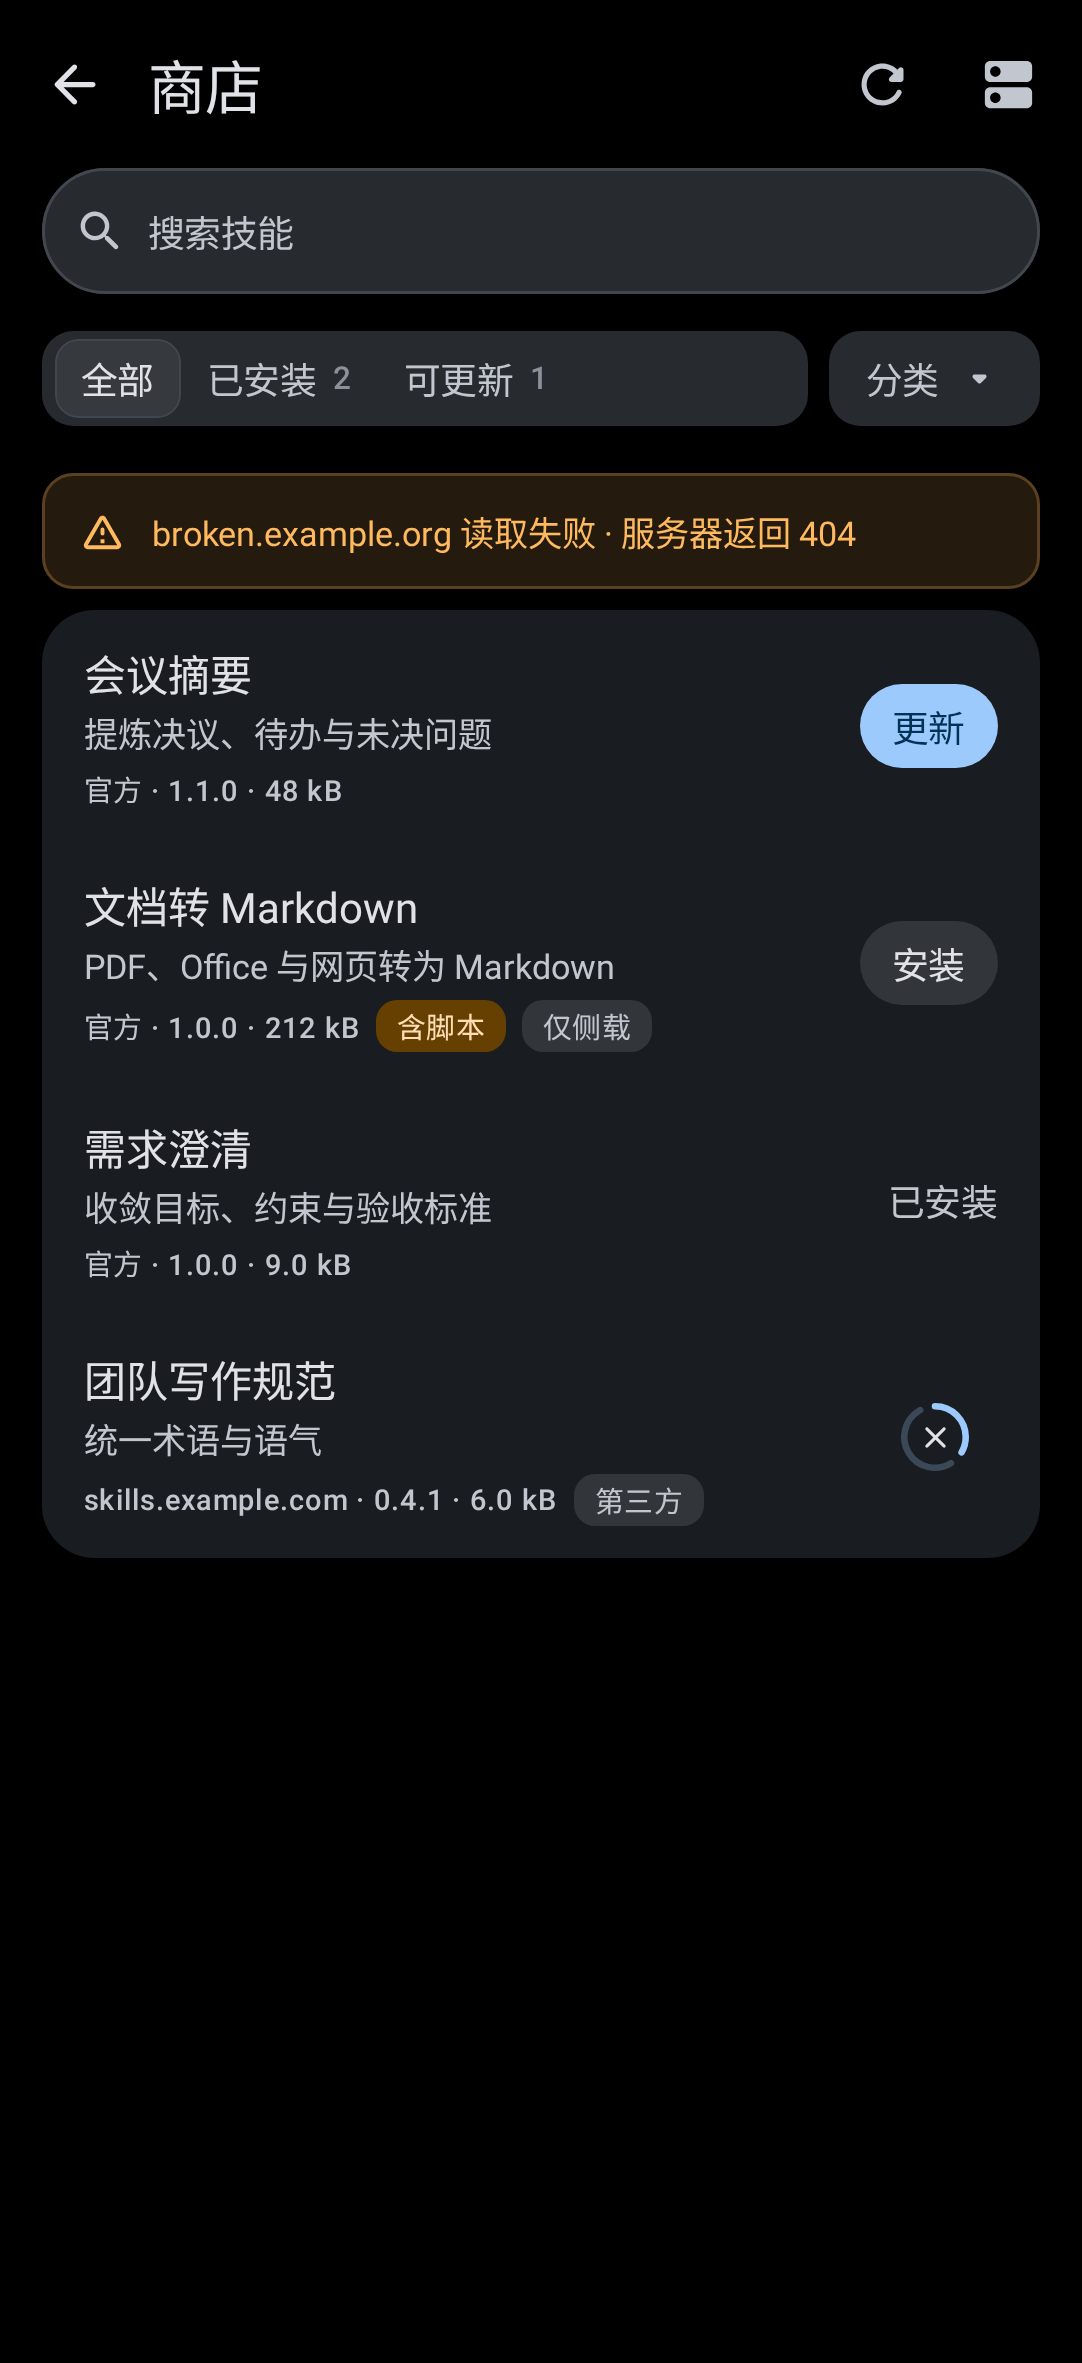 商店
搜索技能
全部 已安装 2 可更新 1 分类
broken.example.org 读取失败 · 服务器返回 404
会议摘要
提炼决议、待办与未决问题
官方 · 1.1.0 · 48 kB
更新
文档转 Markdown
PDF、Office 与网页转为 Markdown
官方 · 1.0.0 · 212 kB 含脚本 仅侧载
安装
需求澄清
收敛目标、约束与验收标准
官方 · 1.0.0 · 9.0 kB
已安装
团队写作规范
统一术语与语气
skills.example.com · 0.4.1 · 6.0 kB 第三方